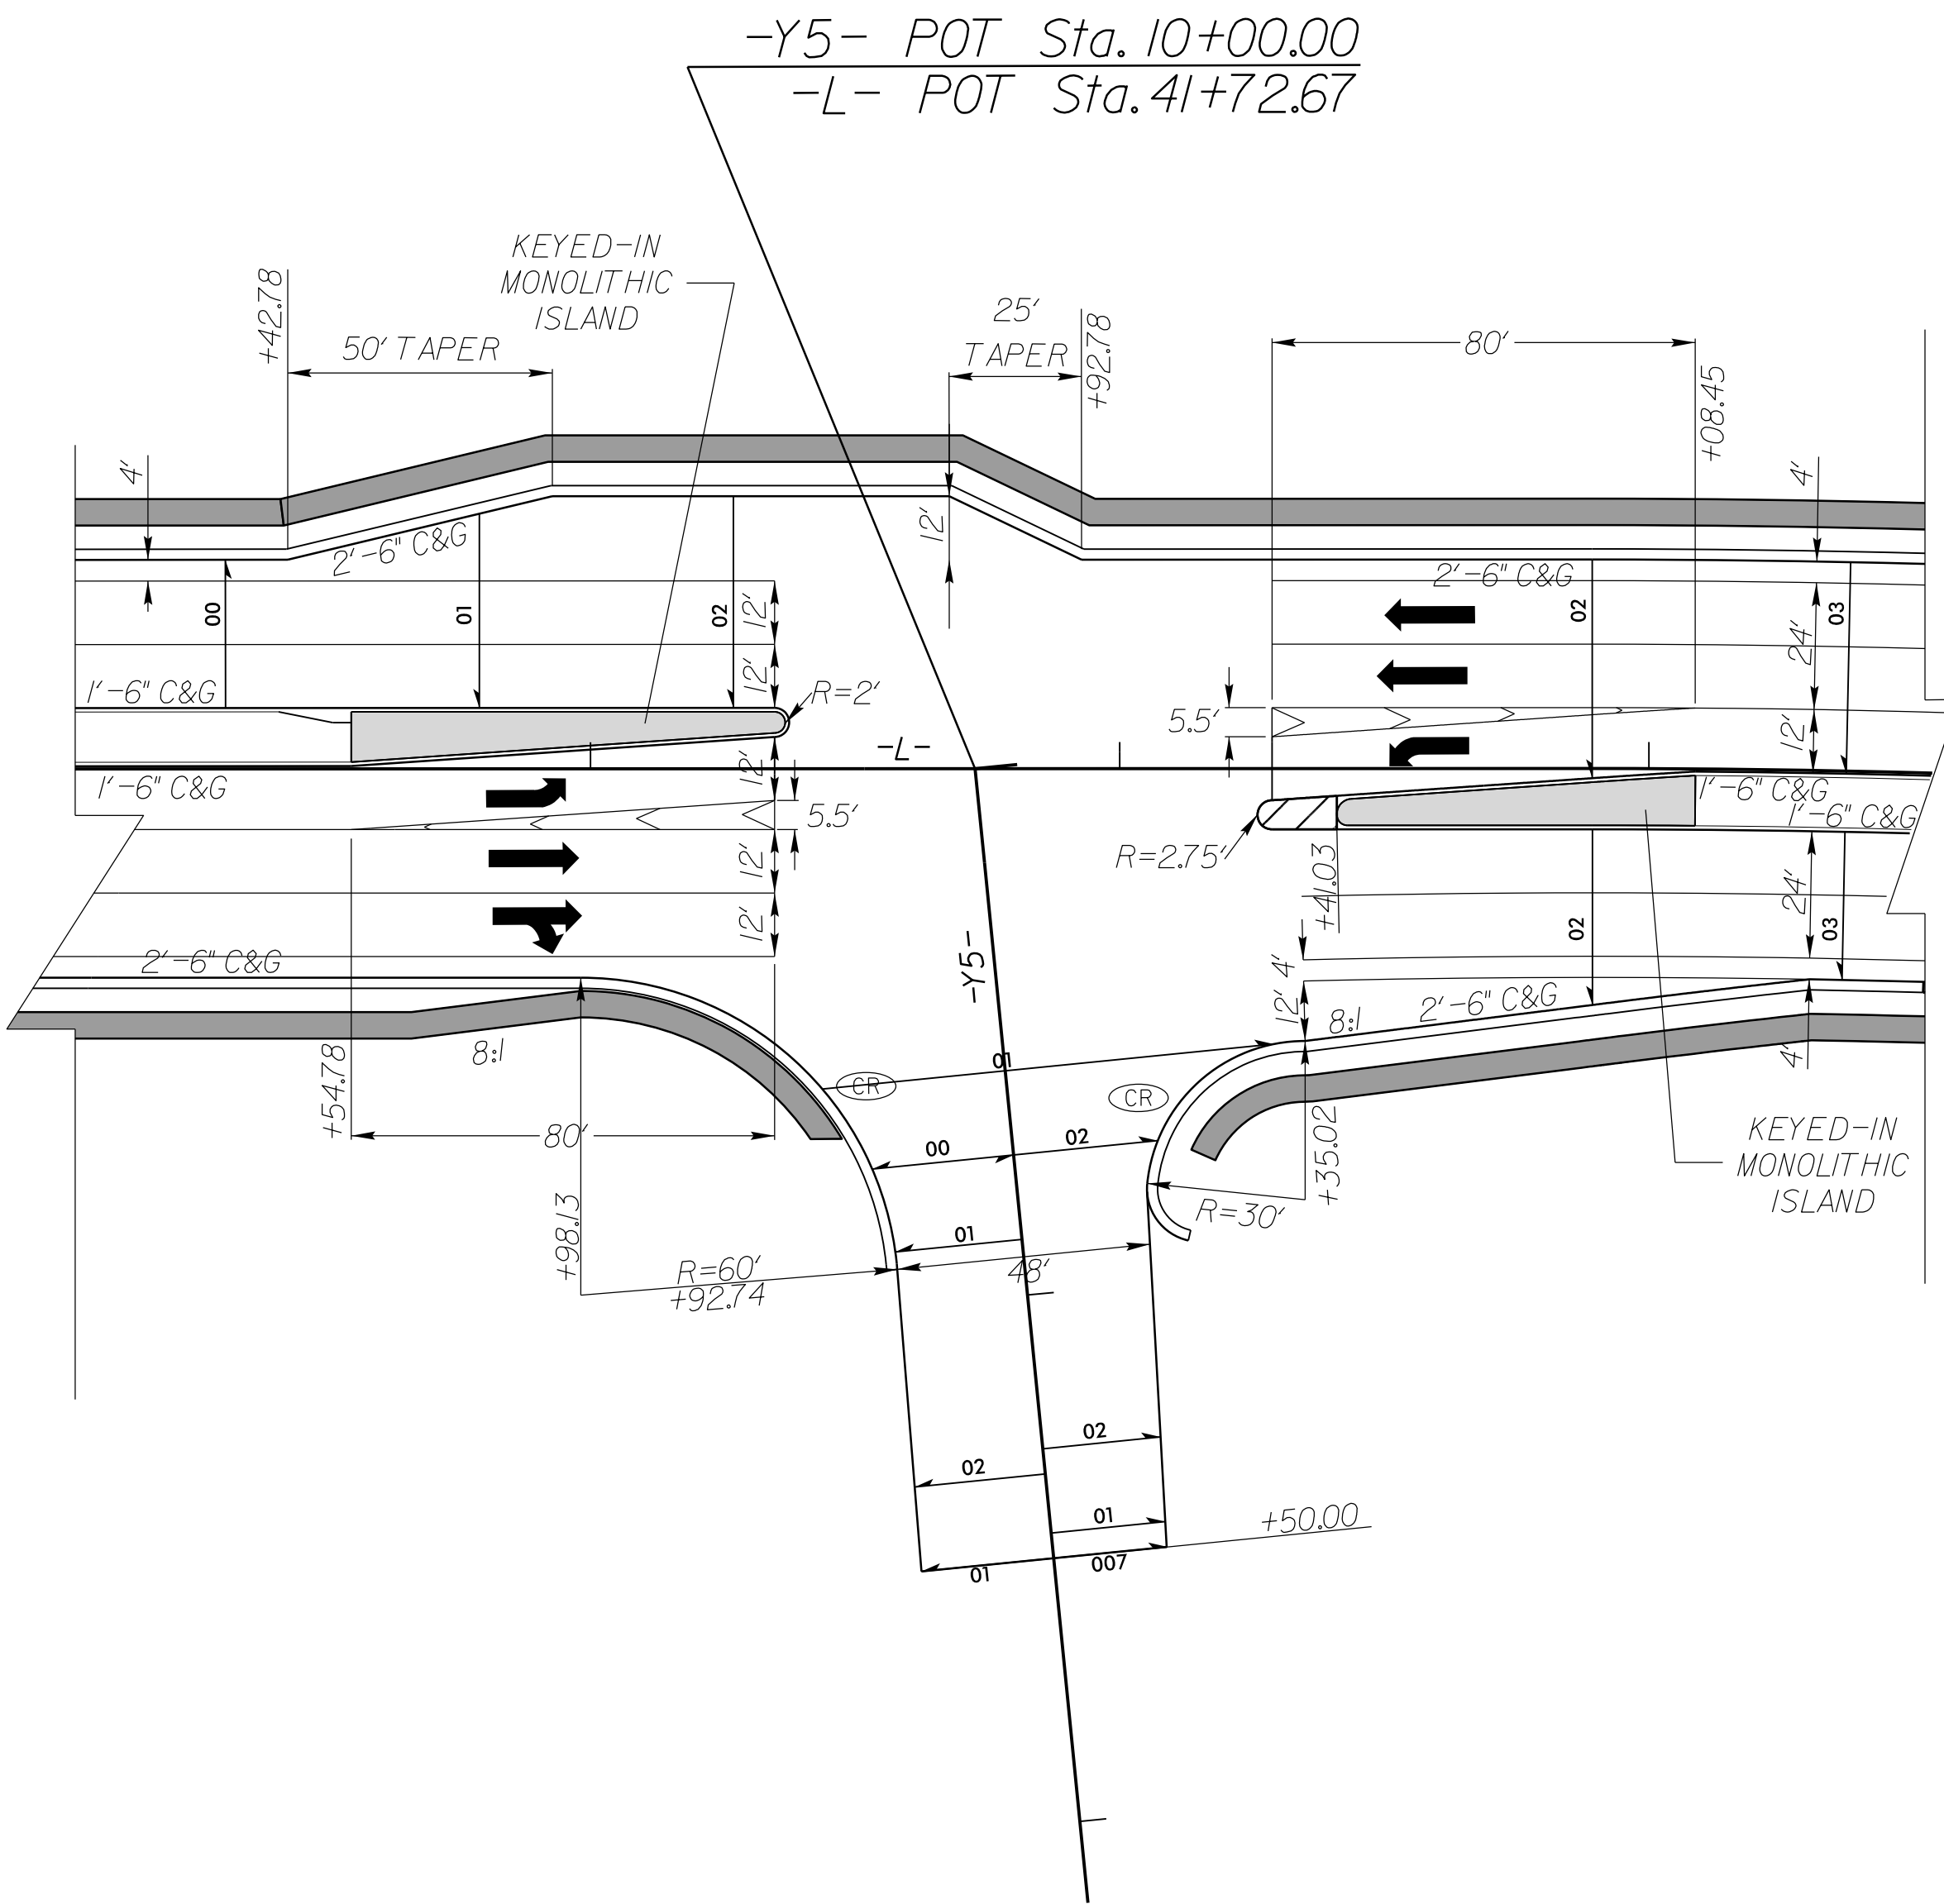 -Y5- POT Sta. 10+00.00
-L- POT Sta. 41+72.67
KEYED-IN
MONOLITHIC
ISLAND
+42.78
50' TAPER
25'
TAPER
+92.78
80'
+08.45
4'
4'
12'
2'-6" C&G
2'-6" C&G
00
01
02
12'
02
03
24'
12'
1'-6" C&G
R=2'
5.5'
-L-
12'
12'
1'-6" C&G
1'-6" C&G
1'-6" C&G
5.5'
R=2.75'
12'
+41.03
24'
12'
02
03
2'-6" C&G
-Y5-
4'
12'
8:1
2'-6" C&G
8:1
4'
+54.78
01
CR
CR
80'
00
02
+35.02
KEYED-IN
MONOLITHIC
ISLAND
+98.13
R=30'
01
48'
R=60'
+92.74
02
02
01
+50.00
01
007